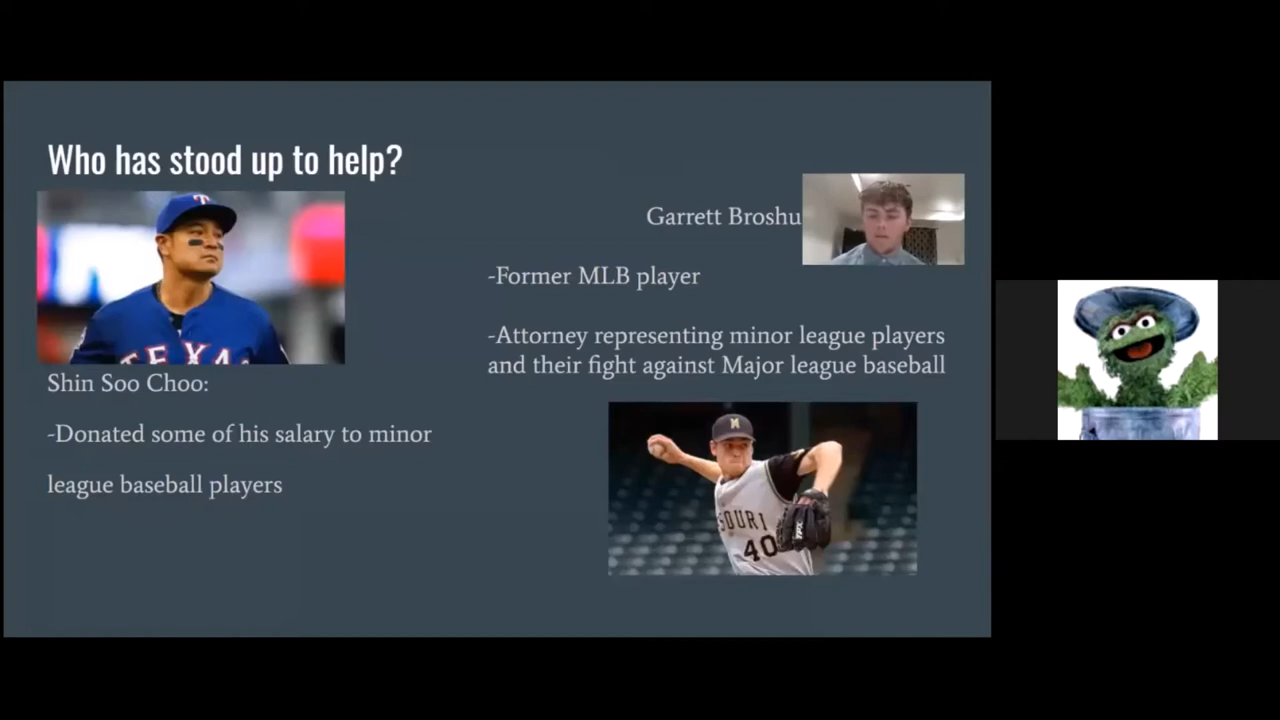 Who has stood up to help?
T
TEXA
Shin Soo Choo:
-Donated some of his salary to minor
league baseball players
Garrett Broshu
-Former MLB player
-Attorney representing minor league players
and their fight against Major league baseball
M
SOURI
40